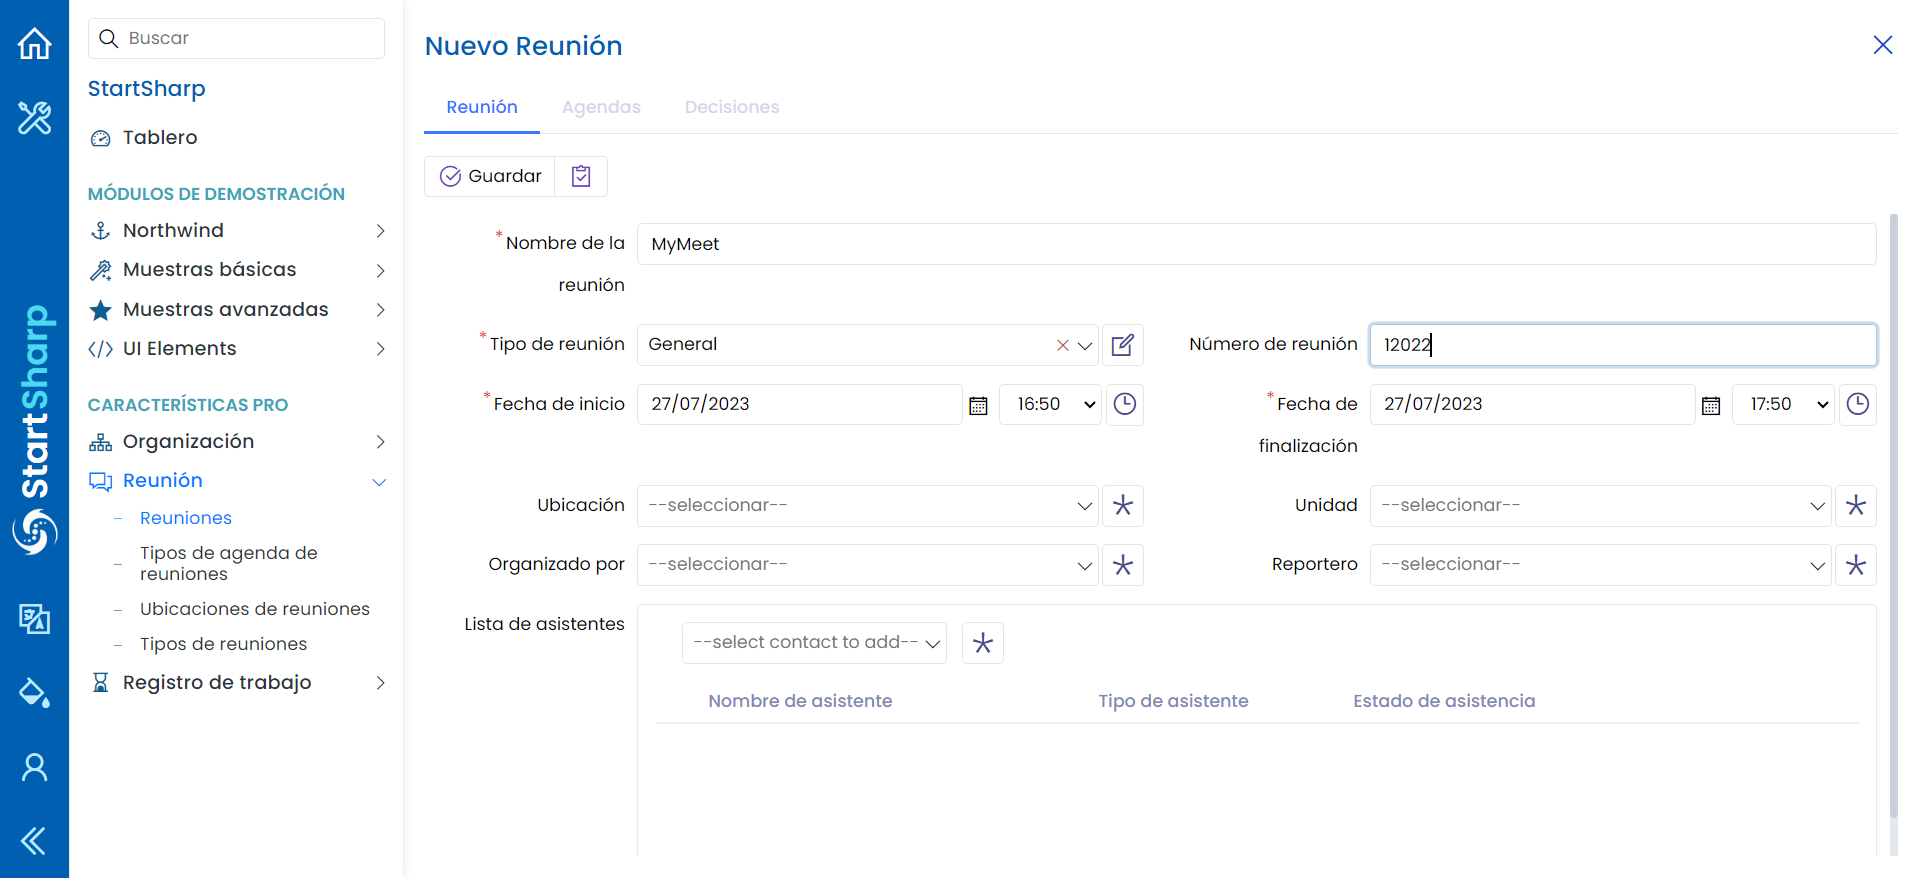 Buscar
StartSharp
Tablero
MÓDULOS DE DEMOSTRACIÓN
Northwind
Muestras básicas
Muestras avanzadas
UI Elements
CARACTERÍSTICAS PRO
Organización
Reunión
Reuniones
Tipos de agenda de
reuniones
Ubicaciones de reuniones
Tipos de reuniones
Registro de trabajo
StartSharp
Nuevo Reunión
Reunión Agendas Decisiones
Guardar
*Nombre de la
reunión
MyMeet
*Tipo de reunión General
Número de reunión 12022
*Fecha de inicio 27/07/2023 16:50
*Fecha de
finalización
27/07/2023 17:50
Ubicación --seleccionar--
Unidad --seleccionar--
Organizado por --seleccionar--
Reportero --seleccionar--
Lista de asistentes
--select contact to add--
Nombre de asistente Tipo de asistente Estado de asistencia